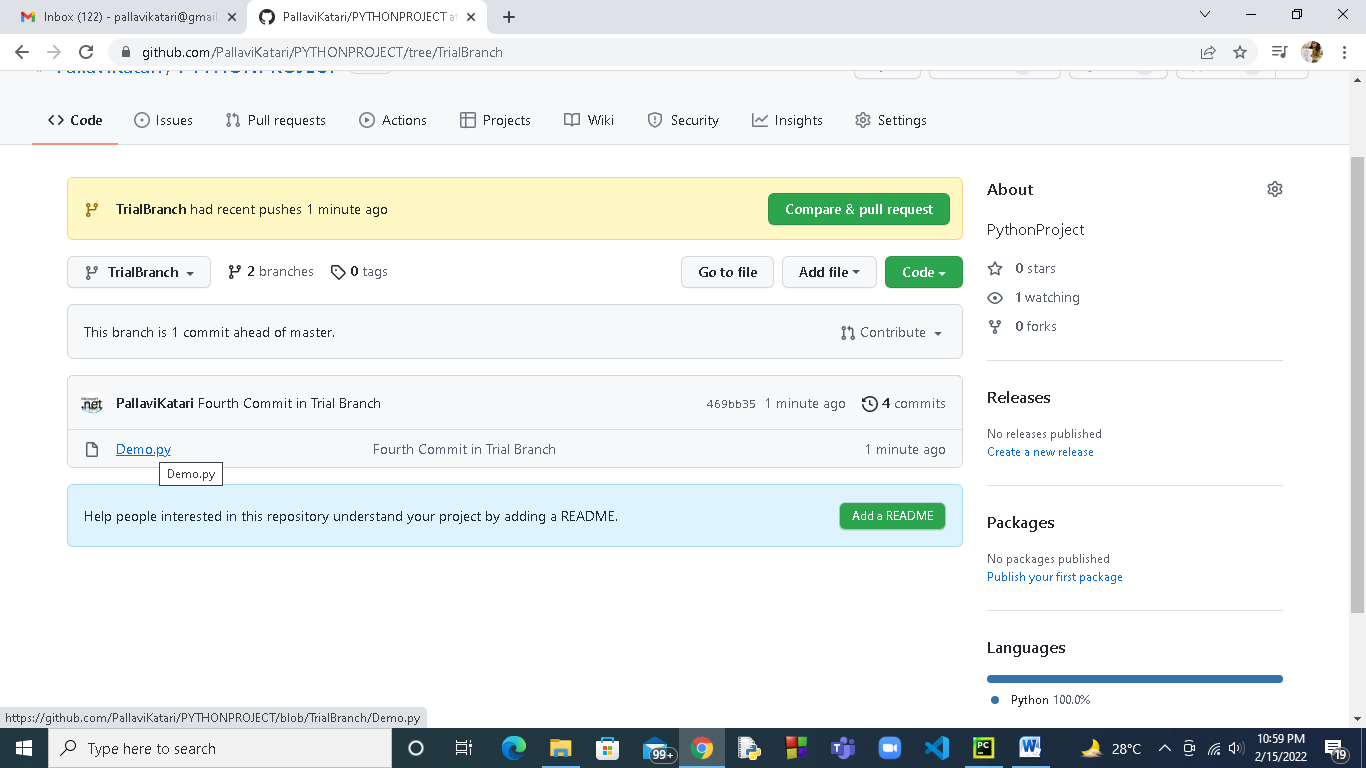 Inbox (122) - pallavikatari@gmail
PallaviKatari/PYTHONPROJECT at
github.com/PallaviKatari/PYTHONPROJECT/tree/TrialBranch
PallaviKatari / PYTHONPROJECT
Code Issues Pull requests Actions Projects Wiki Security Insights Settings
TrialBranch had recent pushes 1 minute ago
Compare & pull request
TrialBranch 2 branches 0 tags
Go to file Add file Code
This branch is 1 commit ahead of master.
Contribute
.net PallaviKatari Fourth Commit in Trial Branch 469bb35 1 minute ago 4 commits
Demo.py Fourth Commit in Trial Branch 1 minute ago
Demo.py
Help people interested in this repository understand your project by adding a README.
Add a README
About
PythonProject
0 stars
1 watching
0 forks
Releases
No releases published
Create a new release
Packages
No packages published
Publish your first package
Languages
Python 100.0%
https://github.com/PallaviKatari/PYTHONPROJECT/blob/TrialBranch/Demo.py
Type here to search
99+
PC
W
28°C
10:59 PM
2/15/2022
19